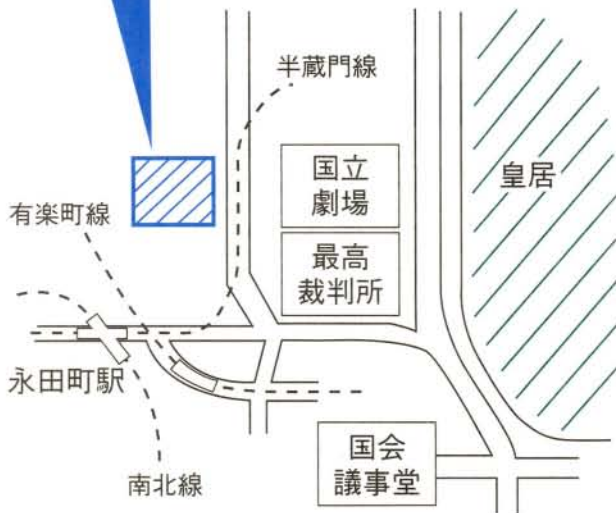 半蔵門線
国立
劇場
皇居
有楽町線
最高
裁判所
永田町駅
国会
議事堂
南北線